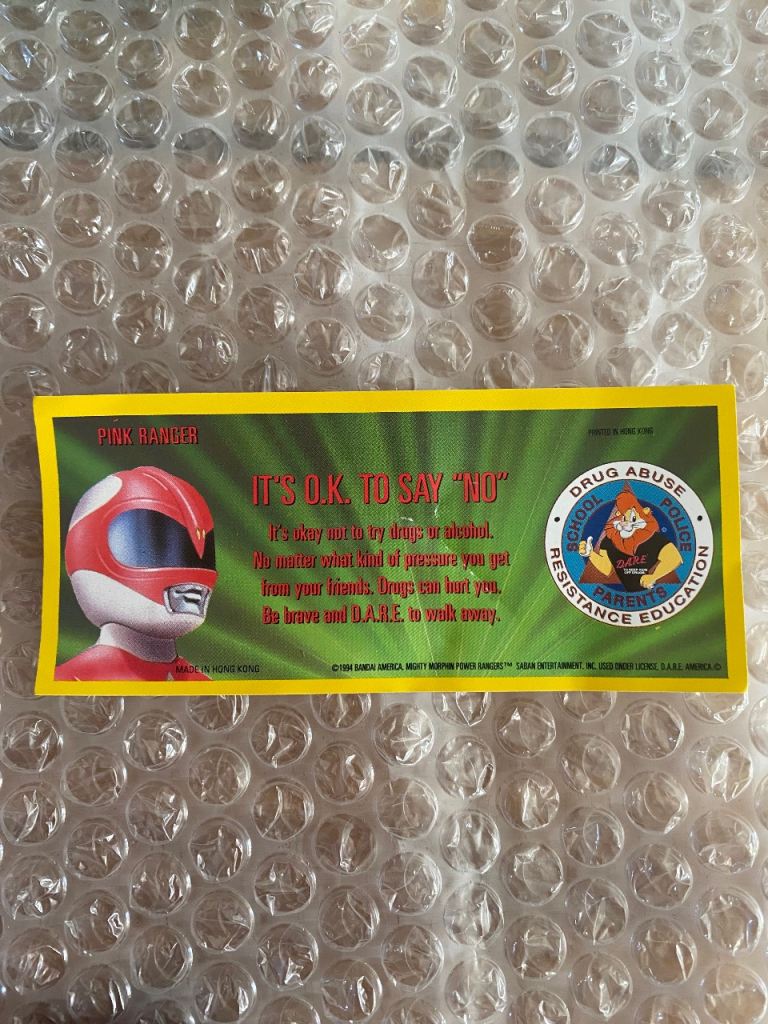 PINK RANGER
PRINTED IN HONG KONG
IT'S O.K. TO SAY "NO"
It's okay not to try drugs or alcohol.
No matter what kind of pressure you get
from your friends. Drugs can hurt you.
Be brave and D.A.R.E. to walk away.
DRUG ABUSE
RESISTANCE EDUCATION
SCHOOL
POLICE
PARENTS
D.A.R.E.
MADE IN HONG KONG
©1994 BANDAI AMERICA. MIGHTY MORPHIN POWER RANGERS™ SABAN ENTERTAINMENT, INC. USED UNDER LICENSE. D.A.R.E. AMERICA.©